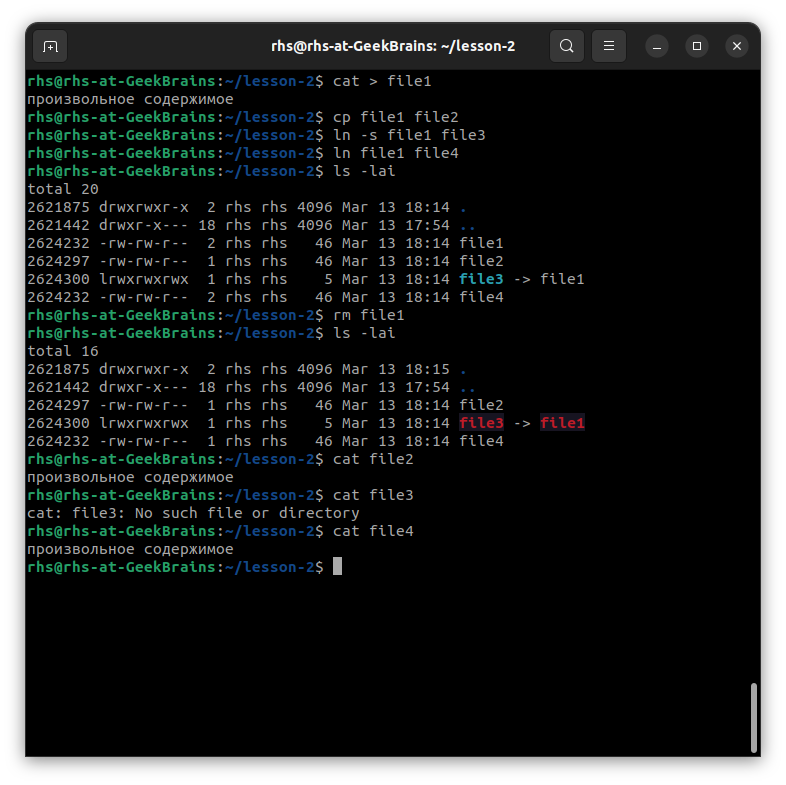 rhs@rhs-at-GeekBrains: ~/lesson-2
rhs@rhs-at-GeekBrains:~/lesson-2$ cat > file1
произвольное содержимое
rhs@rhs-at-GeekBrains:~/lesson-2$ cp file1 file2
rhs@rhs-at-GeekBrains:~/lesson-2$ ln -s file1 file3
rhs@rhs-at-GeekBrains:~/lesson-2$ ln file1 file4
rhs@rhs-at-GeekBrains:~/lesson-2$ ls -lai
total 20
2621875 drwxrwxr-x  2 rhs rhs 4096 Mar 13 18:14 .
2621442 drwxr-x--- 18 rhs rhs 4096 Mar 13 17:54 ..
2624232 -rw-rw-r--  2 rhs rhs   46 Mar 13 18:14 file1
2624297 -rw-rw-r--  1 rhs rhs   46 Mar 13 18:14 file2
2624300 lrwxrwxrwx  1 rhs rhs    5 Mar 13 18:14 file3 -> file1
2624232 -rw-rw-r--  2 rhs rhs   46 Mar 13 18:14 file4
rhs@rhs-at-GeekBrains:~/lesson-2$ rm file1
rhs@rhs-at-GeekBrains:~/lesson-2$ ls -lai
total 16
2621875 drwxrwxr-x  2 rhs rhs 4096 Mar 13 18:15 .
2621442 drwxr-x--- 18 rhs rhs 4096 Mar 13 17:54 ..
2624297 -rw-rw-r--  1 rhs rhs   46 Mar 13 18:14 file2
2624300 lrwxrwxrwx  1 rhs rhs    5 Mar 13 18:14 file3 -> file1
2624232 -rw-rw-r--  1 rhs rhs   46 Mar 13 18:14 file4
rhs@rhs-at-GeekBrains:~/lesson-2$ cat file2
произвольное содержимое
rhs@rhs-at-GeekBrains:~/lesson-2$ cat file3
cat: file3: No such file or directory
rhs@rhs-at-GeekBrains:~/lesson-2$ cat file4
произвольное содержимое
rhs@rhs-at-GeekBrains:~/lesson-2$